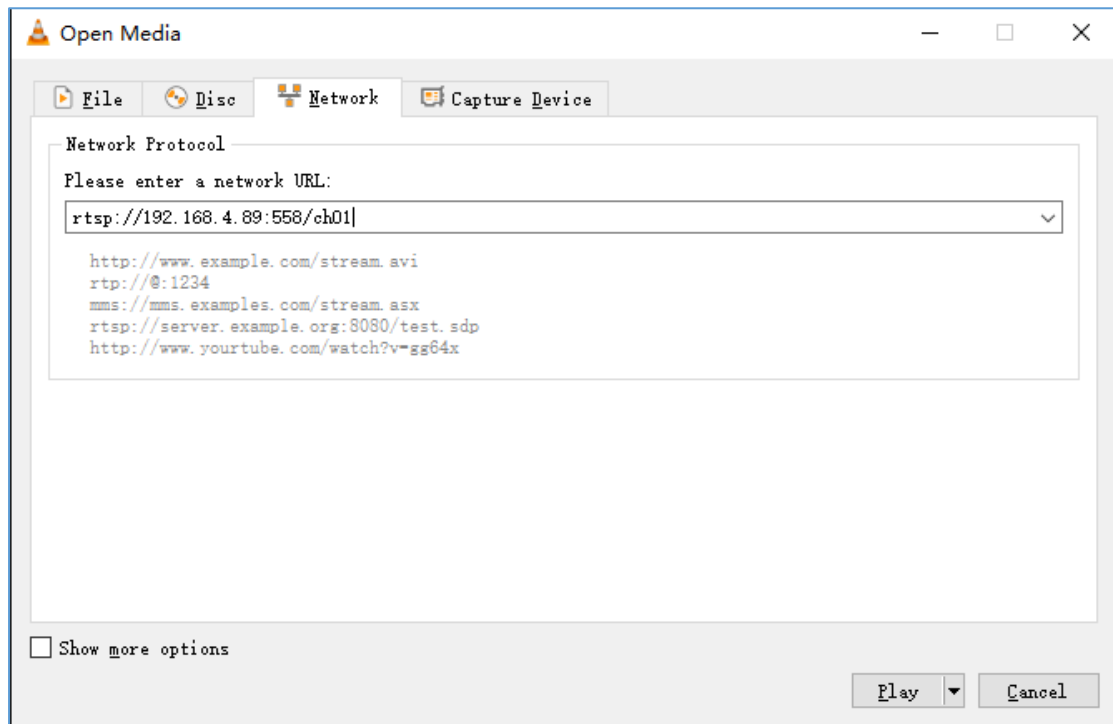 Open Media
File Disc Network Capture Device
Network Protocol
Please enter a network URL:
rtsp://192.168.4.89:558/ch01
http://www.example.com/stream.avi
rtp://@:1234
mms://mms.examples.com/stream.asx
rtsp://server.example.org:8080/test.sdp
http://www.yourtube.com/watch?v=gg64x
Show more options
Play Cancel